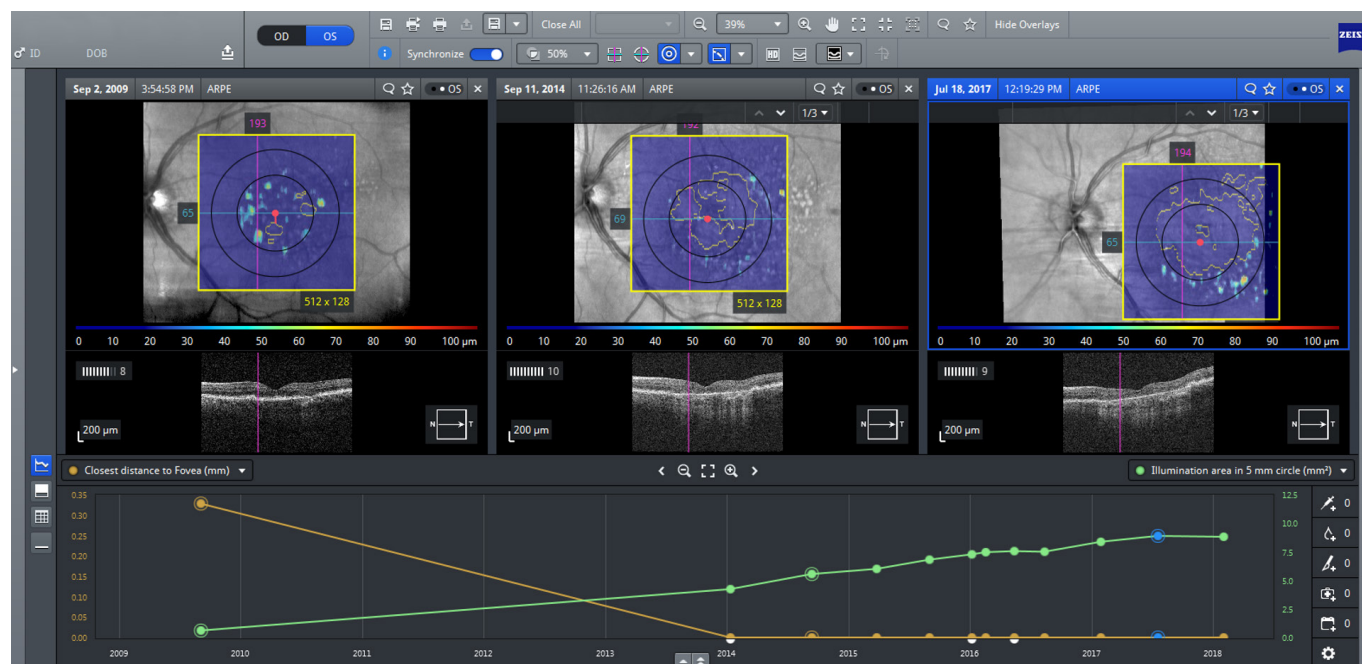 OD OS
Close All
39%
Hide Overlays
ZEIS
ID DOB
Synchronize
50%
HD
Sep 2, 2009 3:54:58 PM ARPE OS
Sep 11, 2014 11:26:16 AM ARPE OS
Jul 18, 2017 12:19:29 PM ARPE OS
1/3
1/3
193
192
194
65
69
65
512 x 128
512 x 128
0 10 20 30 40 50 60 70 80 90 100 µm
0 10 20 30 40 50 60 70 80 90 100 µm
0 10 20 30 40 50 60 70 80 90 100 µm
8
10
9
200 µm
N T
200 µm
200 µm
N T
Closest distance to Fovea (mm)
Illumination area in 5 mm circle (mm²)
0.35
0.30
0.25
0.20
0.15
0.10
0.05
0.00
12.5
10.0
7.5
5.0
2.5
0.0
0
0
0
0
0
2009 2010 2011 2012 2013 2014 2015 2016 2017 2018